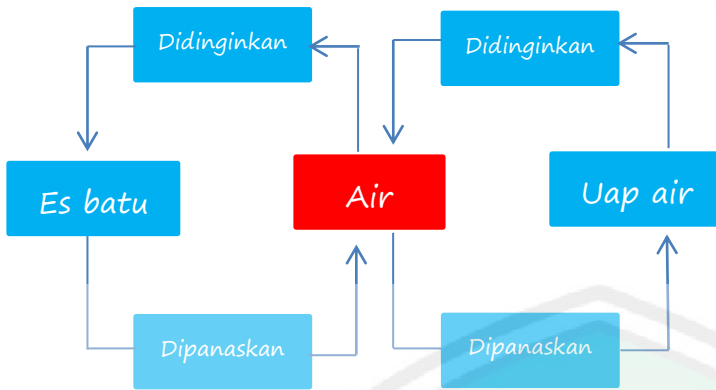 Didinginkan
Didinginkan
Es batu
Air
Uap air
Dipanaskan
Dipanaskan